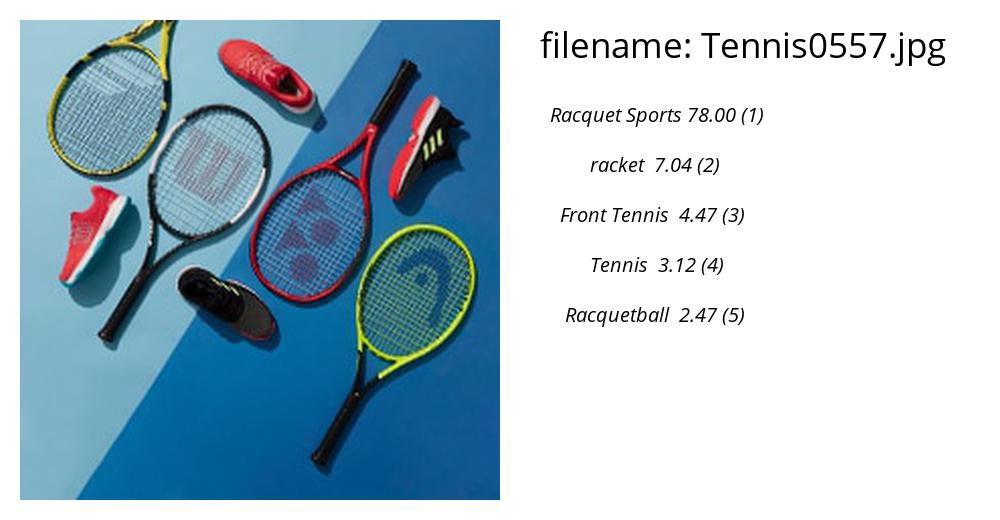 filename: Tennis0557.jpg
Racquet Sports 78.00 (1)
racket 7.04 (2)
Front Tennis 4.47 (3)
Tennis 3.12 (4)
Racquetball 2.47 (5)